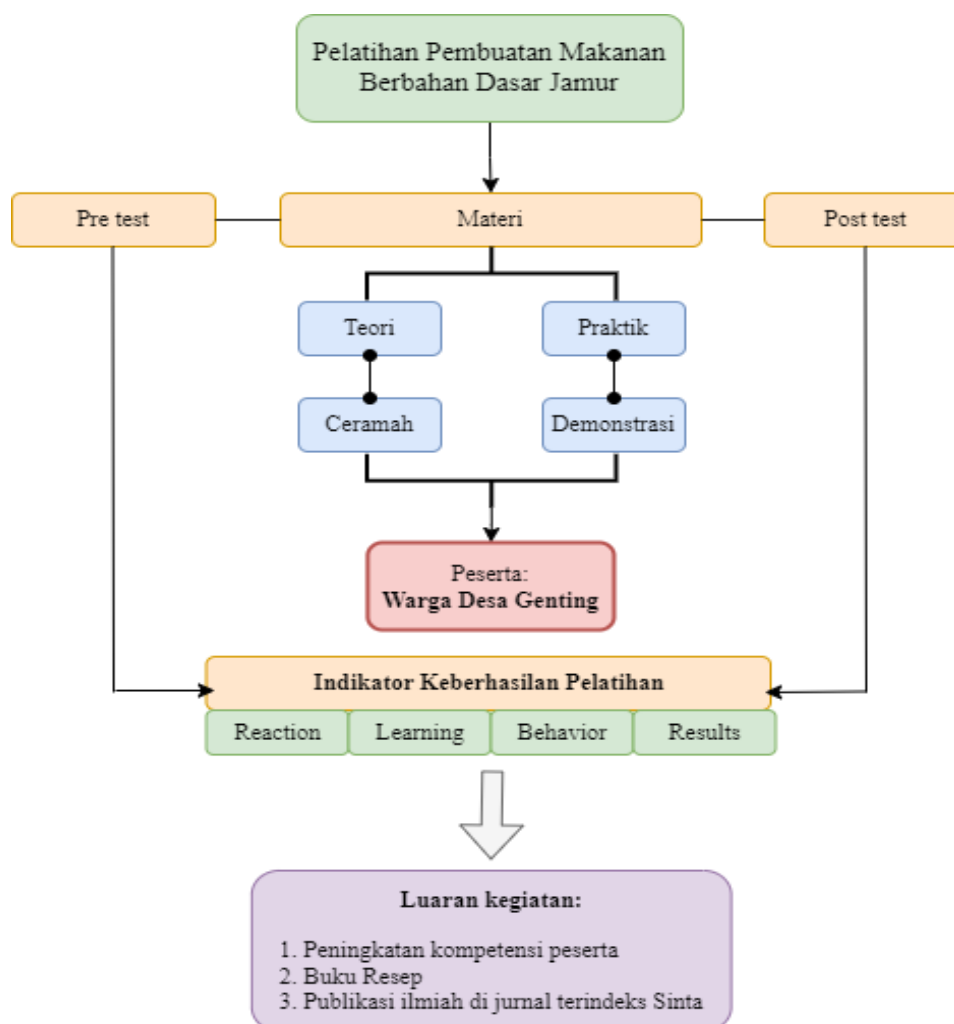 Pelatihan Pembuatan Makanan
Berbahan Dasar Jamur
Pre test
Materi
Post test
Teori
Praktik
Ceramah
Demonstrasi
Peserta:
Warga Desa Genting
Indikator Keberhasilan Pelatihan
Reaction
Learning
Behavior
Results
Luaran kegiatan:
1. Peningkatan kompetensi peserta
2. Buku Resep
3. Publikasi ilmiah di jurnal terindeks Sinta